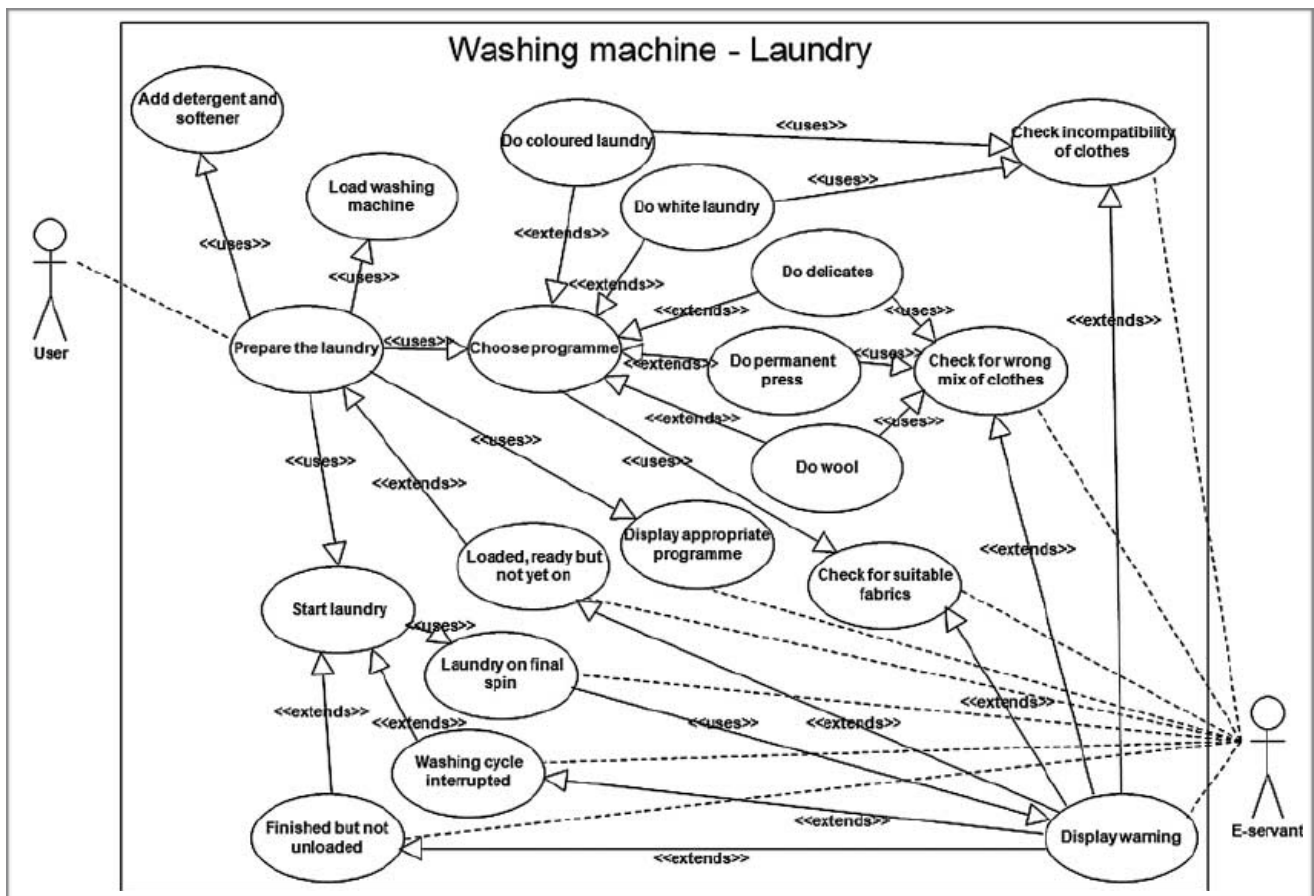 Washing machine - Laundry
Add detergent and
softener
Do coloured laundry
<<uses>>
Check incompatibility
of clothes
Load washing
machine
<<uses>>
Do white laundry
<<uses>>
<<extends>>
<<uses>>
Do delicates
<<extends>>
<<extends>>
<<uses>>
User
Prepare the laundry
<<uses>>
Choose programme
<<extends>>
Do permanent
press
<<uses>>
Check for wrong
mix of clothes
<<extends>>
<<extends>>
<<uses>>
<<uses>>
<<uses>>
<<uses>>
Do wool
<<extends>>
Display appropriate
programme
Loaded, ready but
not yet on
<<extends>>
Check for suitable
fabrics
Start laundry
<<uses>>
Laundry on final
spin
<<extends>>
<<extends>>
<<extends>>
<<uses>>
<<extends>>
Washing cycle
interrupted
Finished but not
unloaded
<<extends>>
Display warning
E-servant
<<extends>>